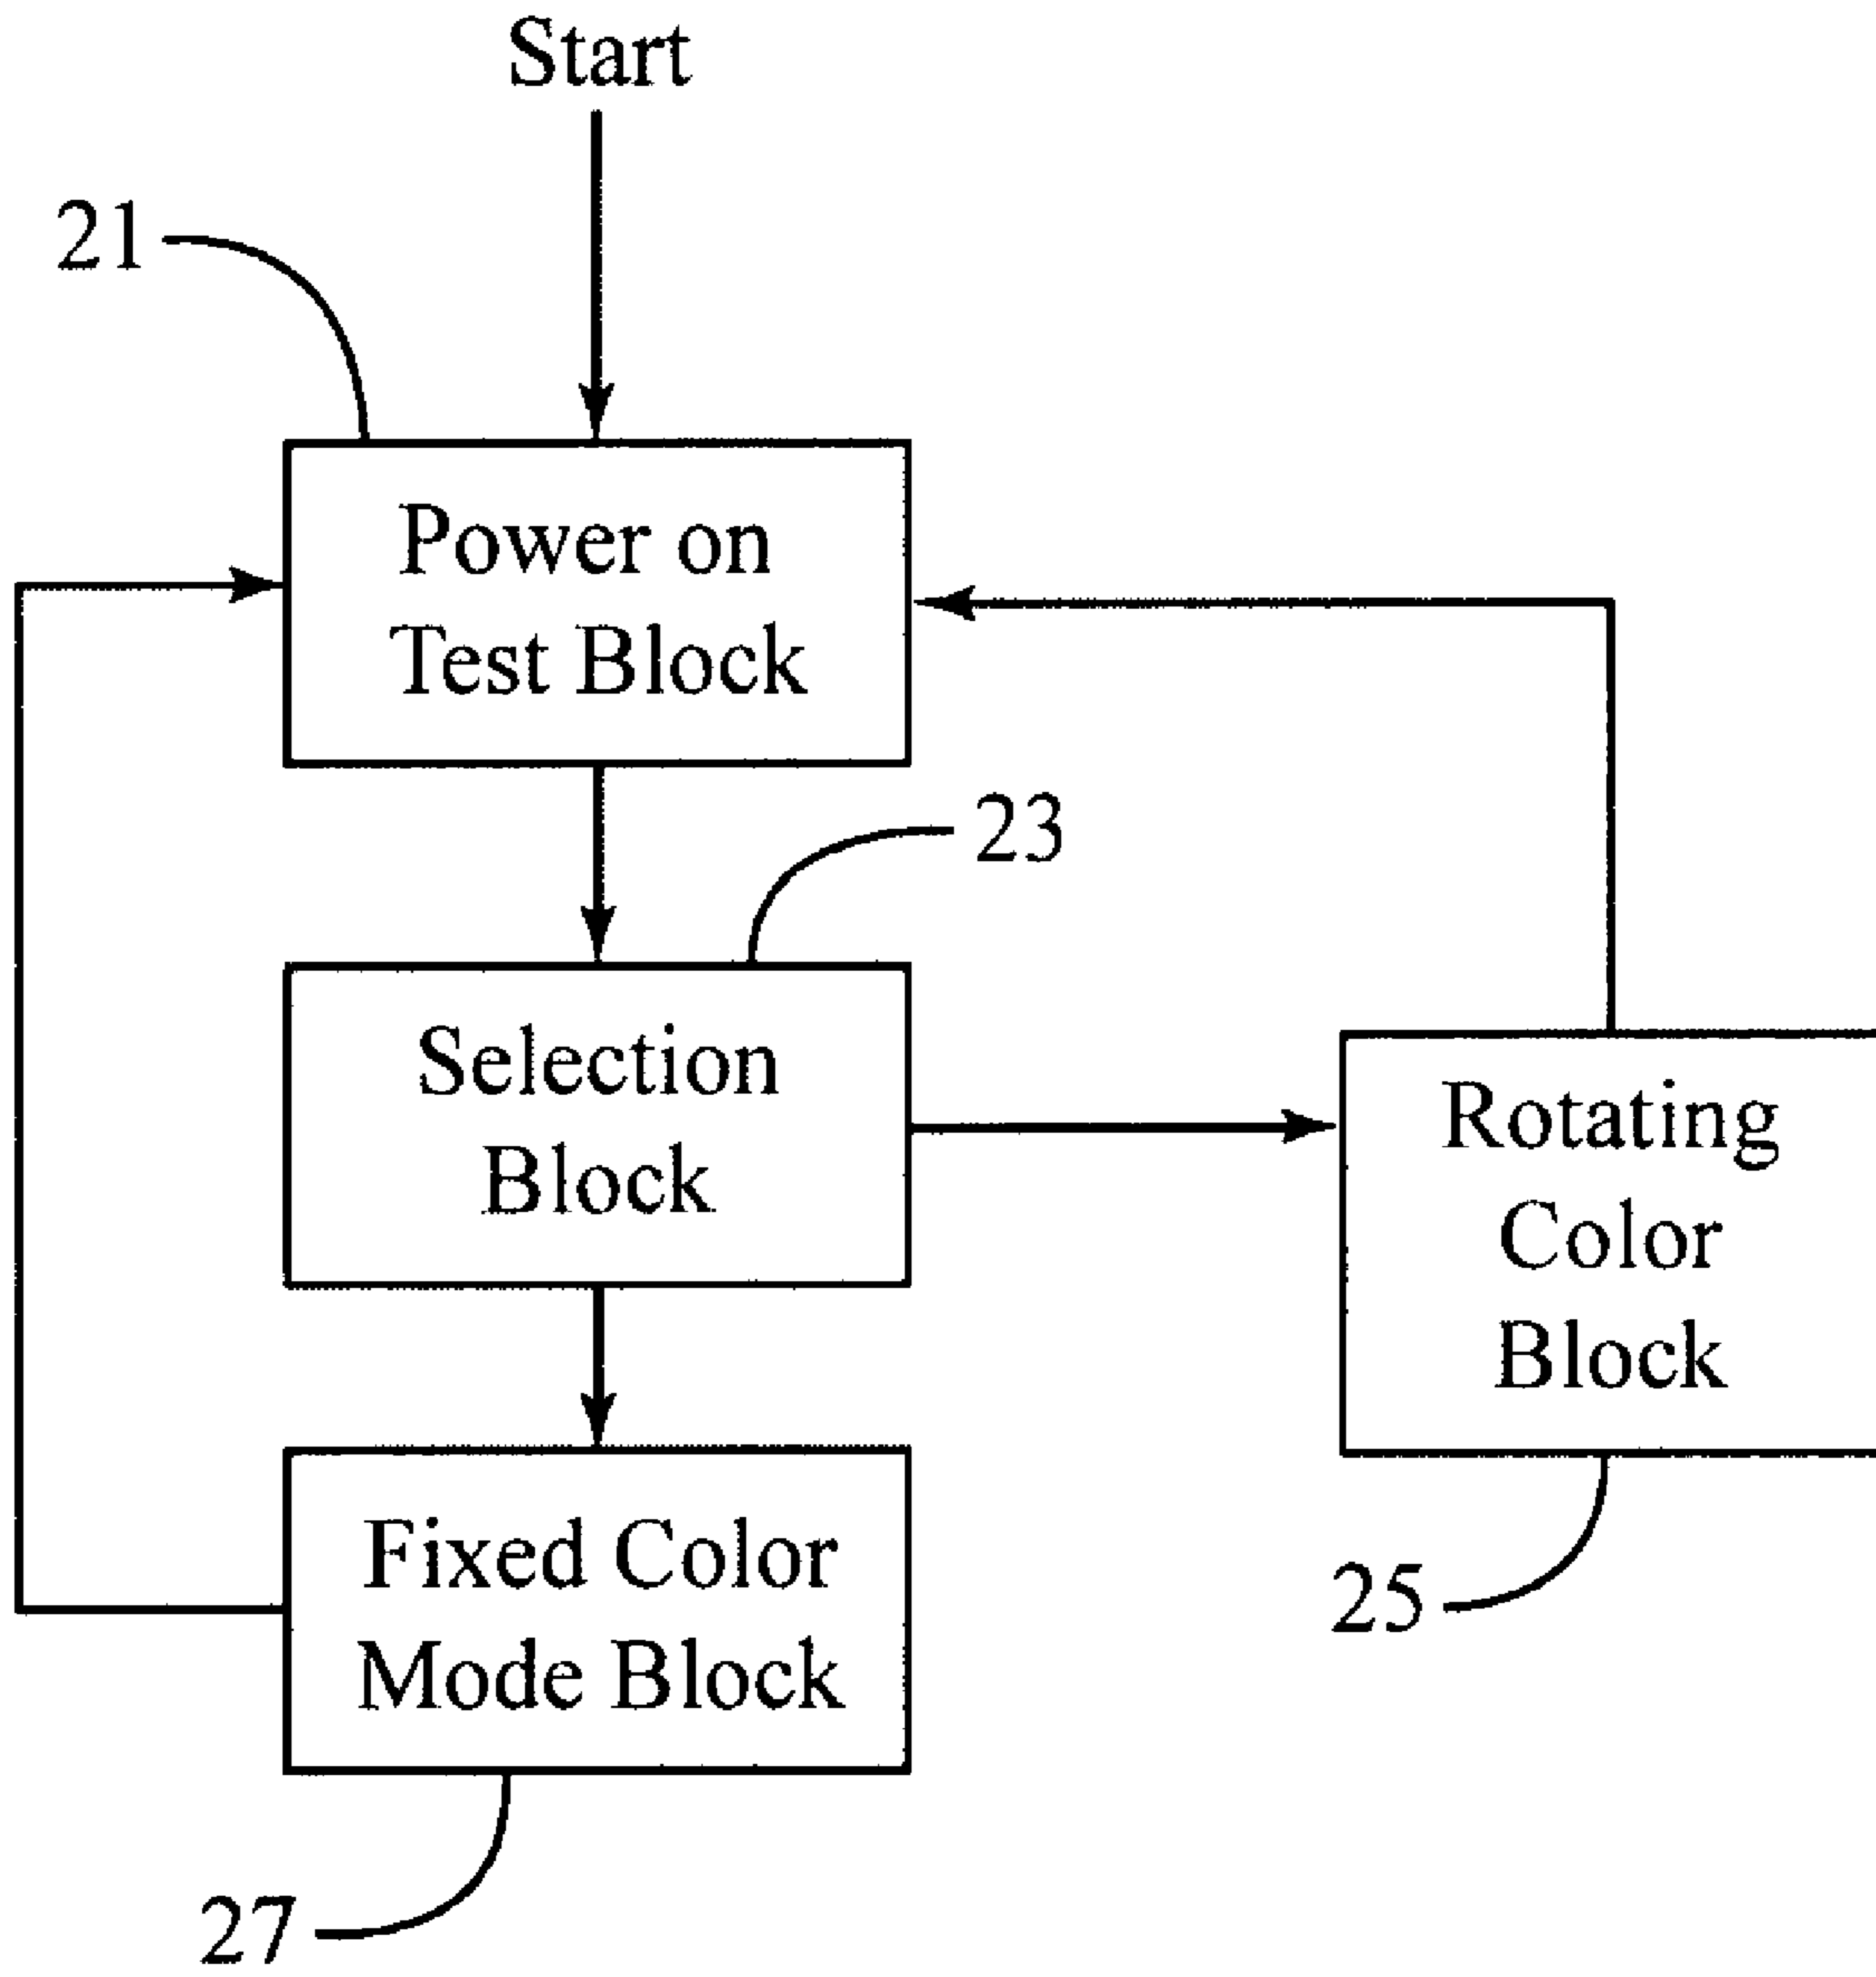 Start
21
Power on
Test Block
23
Selection
Block
Rotating
Color
Block
Fixed Color
Mode Block
25
27